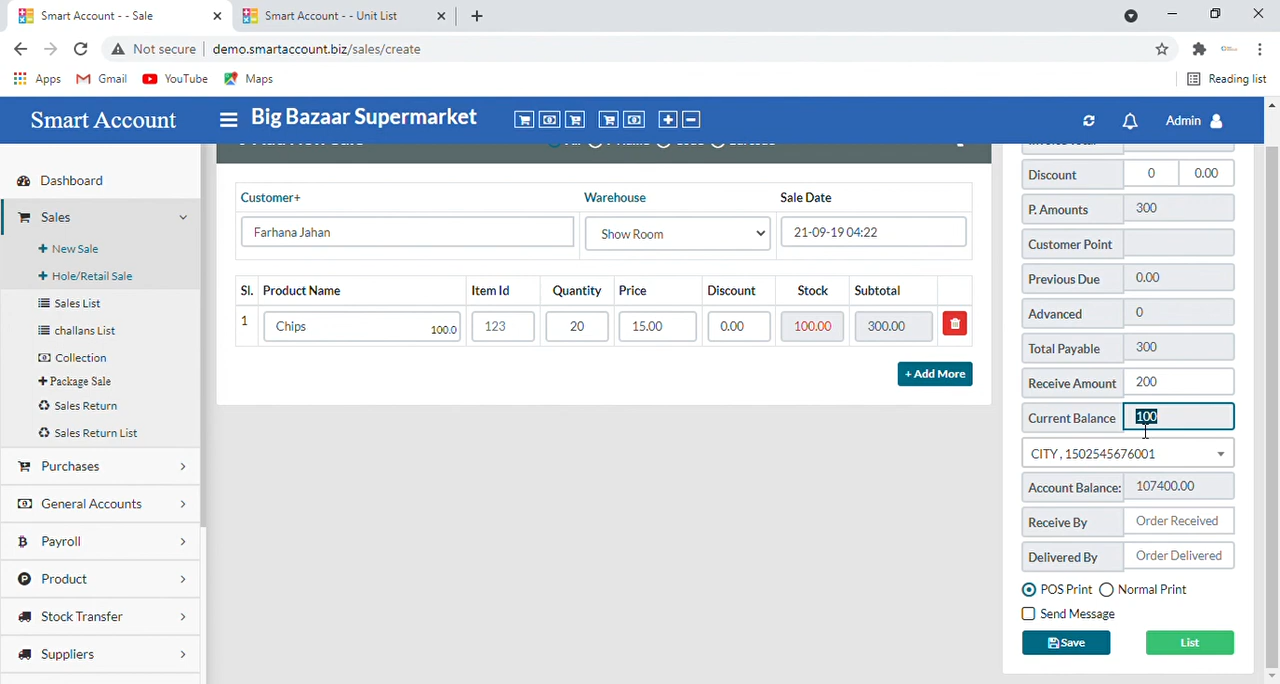 Smart Account - - Sale
Smart Account - - Unit List
Not secure
demo.smartaccount.biz/sales/create
Apps
Gmail
YouTube
Maps
Reading list
Smart Account
Big Bazaar Supermarket
Admin
Dashboard
Sales
+ New Sale
+ Hole/Retail Sale
Sales List
challans List
Collection
+ Package Sale
Sales Return
Sales Return List
Purchases
General Accounts
Payroll
Product
Stock Transfer
Suppliers
Customer+
Warehouse
Sale Date
Farhana Jahan
Show Room
21-09-19 04:22
Sl.
Product Name
Item Id
Quantity
Price
Discount
Stock
Subtotal
1
Chips
100.0
123
20
15.00
0.00
100.00
300.00
+ Add More
Discount
0
0.00
P. Amounts
300
Customer Point
Previous Due
0.00
Advanced
0
Total Payable
300
Receive Amount
200
Current Balance
100
CITY , 1502545676001
Account Balance:
107400.00
Receive By
Order Received
Delivered By
Order Delivered
POS Print
Normal Print
Send Message
Save
List